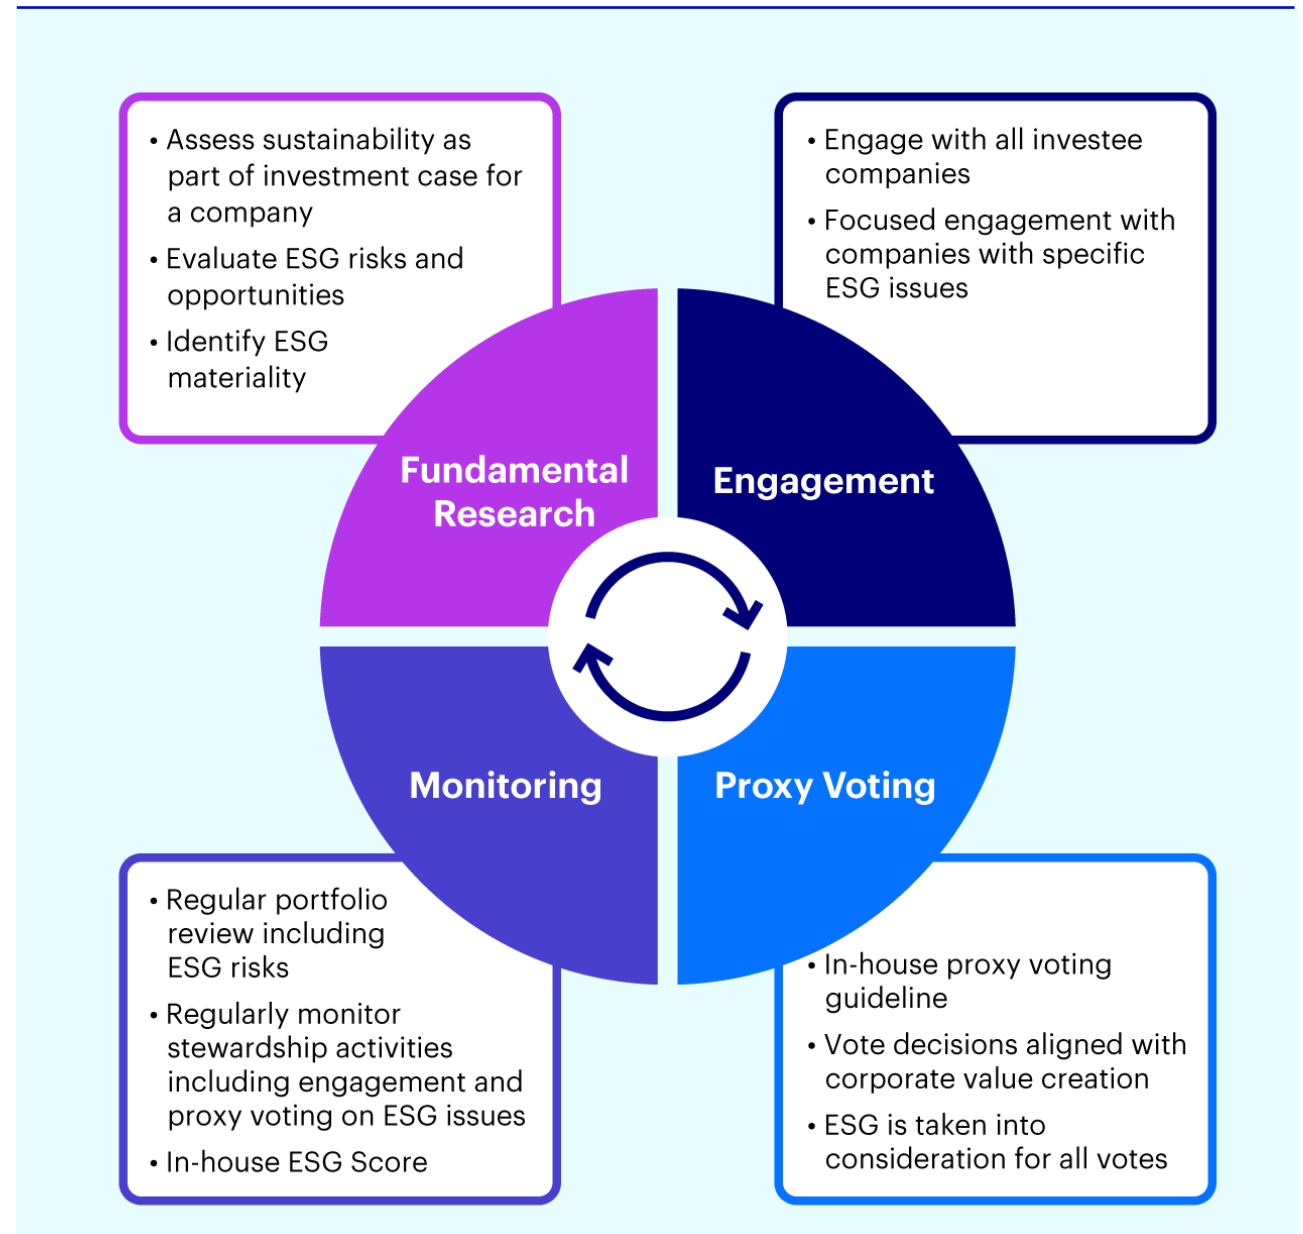 • Assess sustainability as
part of investment case for
a company
• Evaluate ESG risks and
opportunities
• Identify ESG
materiality
• Engage with all investee
companies
• Focused engagement with
companies with specific
ESG issues
Fundamental
Research
Engagement
Monitoring
Proxy Voting
• Regular portfolio
review including
ESG risks
• Regularly monitor
stewardship activities
including engagement and
proxy voting on ESG issues
• In-house ESG Score
• In-house proxy voting
guideline
• Vote decisions aligned with
corporate value creation
• ESG is taken into
consideration for all votes